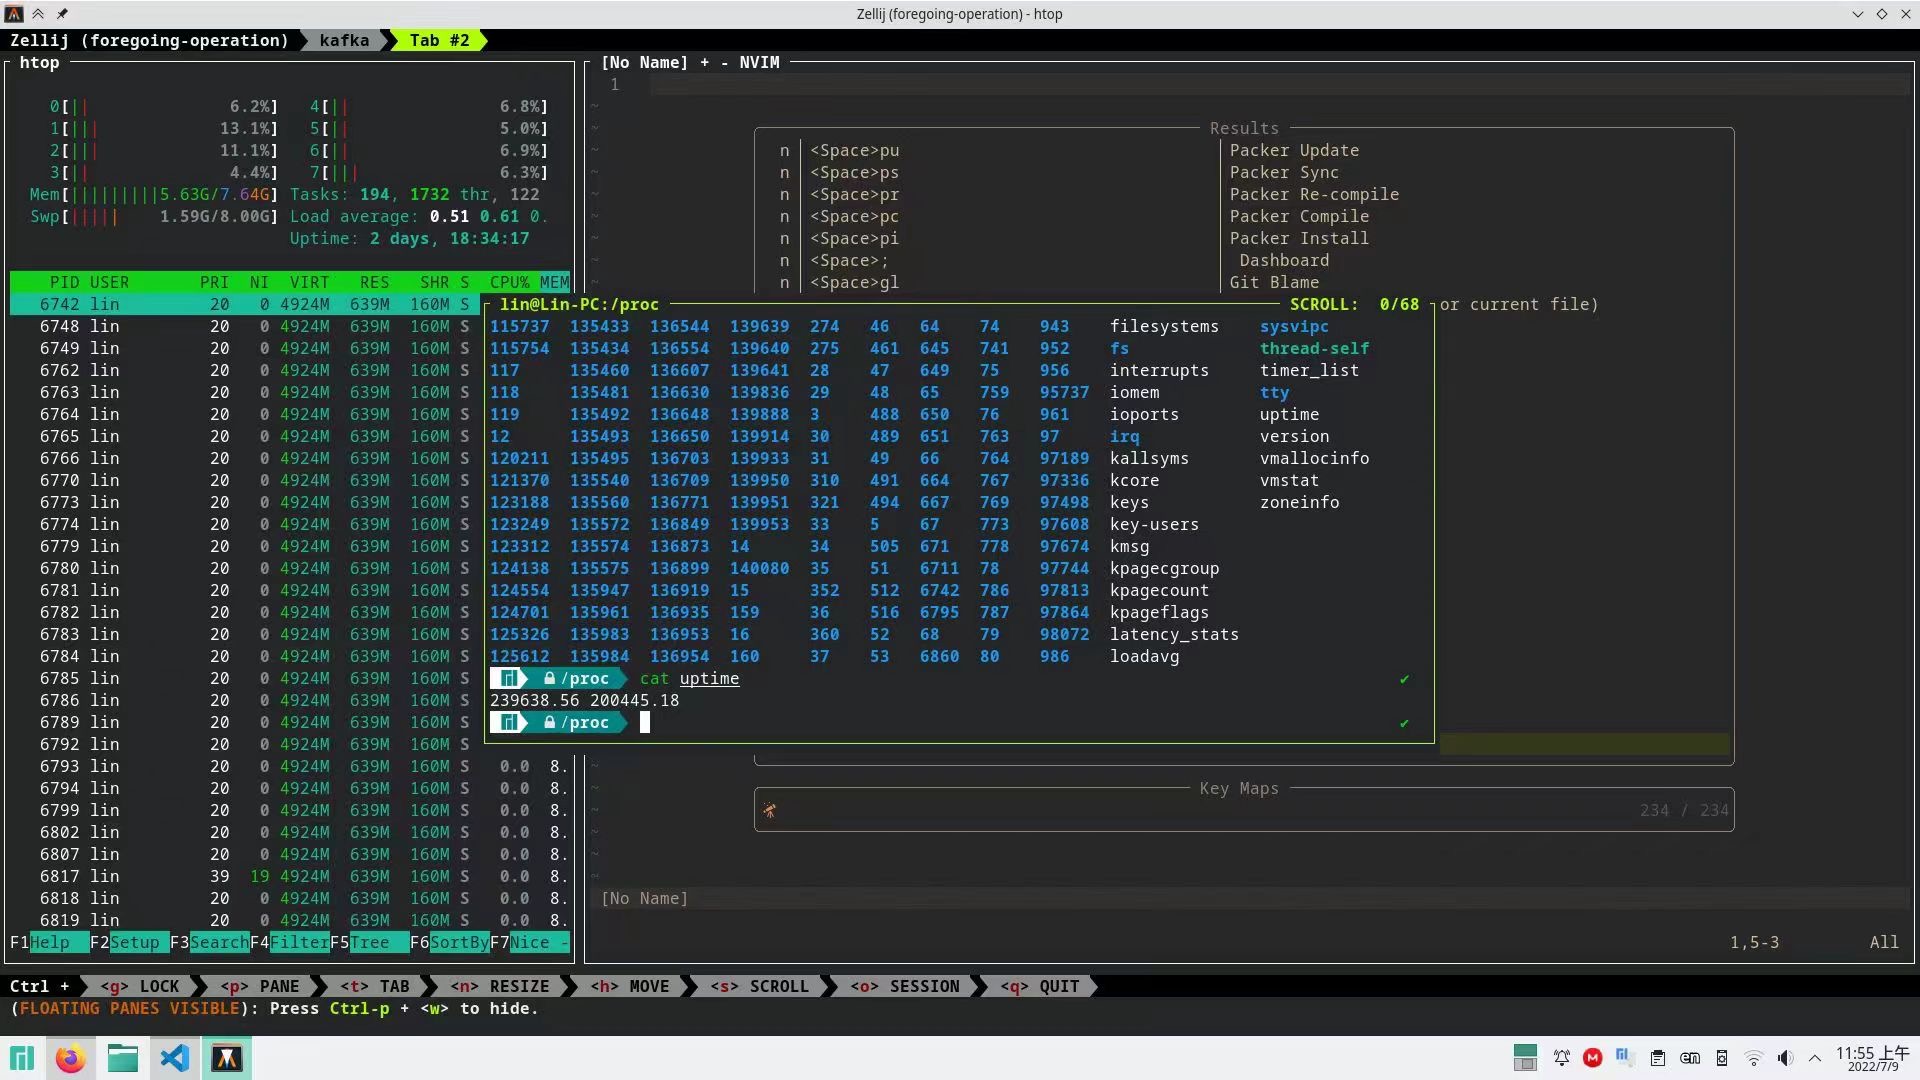 Zellij (foregoing-operation) - htop
Zellij (foregoing-operation) kafka Tab #2
htop
0[|| 6.2%] 4[|| 6.8%]
1[||| 13.1%] 5[|| 5.0%]
2[||| 11.1%] 6[|| 6.9%]
3[|| 4.4%] 7[||| 6.3%]
Mem[|||||||||5.63G/7.64G] Tasks: 194, 1732 thr, 122
Swp[||||| 1.59G/8.00G] Load average: 0.51 0.61 0.
Uptime: 2 days, 18:34:17
PID USER PRI NI VIRT RES SHR S CPU% MEM
6742 lin 20 0 4924M 639M 160M S
6748 lin 20 0 4924M 639M 160M S
6749 lin 20 0 4924M 639M 160M S
6762 lin 20 0 4924M 639M 160M S
6763 lin 20 0 4924M 639M 160M S
6764 lin 20 0 4924M 639M 160M S
6765 lin 20 0 4924M 639M 160M S
6766 lin 20 0 4924M 639M 160M S
6770 lin 20 0 4924M 639M 160M S
6773 lin 20 0 4924M 639M 160M S
6774 lin 20 0 4924M 639M 160M S
6779 lin 20 0 4924M 639M 160M S
6780 lin 20 0 4924M 639M 160M S
6781 lin 20 0 4924M 639M 160M S
6782 lin 20 0 4924M 639M 160M S
6783 lin 20 0 4924M 639M 160M S
6784 lin 20 0 4924M 639M 160M S
6785 lin 20 0 4924M 639M 160M S
6786 lin 20 0 4924M 639M 160M S
6789 lin 20 0 4924M 639M 160M S
6792 lin 20 0 4924M 639M 160M S
6793 lin 20 0 4924M 639M 160M S 0.0 8.
6794 lin 20 0 4924M 639M 160M S 0.0 8.
6799 lin 20 0 4924M 639M 160M S 0.0 8.
6802 lin 20 0 4924M 639M 160M S 0.0 8.
6807 lin 20 0 4924M 639M 160M S 0.0 8.
6817 lin 39 19 4924M 639M 160M S 0.0 8.
6818 lin 20 0 4924M 639M 160M S 0.0 8.
6819 lin 20 0 4924M 639M 160M S 0.0 8.
F1Help F2Setup F3SearchF4FilterF5Tree F6SortByF7Nice -
[No Name] + - NVIM
1
Results
n <Space>pu Packer Update
n <Space>ps Packer Sync
n <Space>pr Packer Re-compile
n <Space>pc Packer Compile
n <Space>pi Packer Install
n <Space>; Dashboard
n <Space>gl Git Blame
or current file)
lin@Lin-PC:/proc SCROLL: 0/68
115737 135433 136544 139639 274 46 64 74 943 filesystems sysvipc
115754 135434 136554 139640 275 461 645 741 952 fs thread-self
117 135460 136607 139641 28 47 649 75 956 interrupts timer_list
118 135481 136630 139836 29 48 65 759 95737 iomem tty
119 135492 136648 139888 3 488 650 76 961 ioports uptime
12 135493 136650 139914 30 489 651 763 97 irq version
120211 135495 136703 139933 31 49 66 764 97189 kallsyms vmallocinfo
121370 135540 136709 139950 310 491 664 767 97336 kcore vmstat
123188 135560 136771 139951 321 494 667 769 97498 keys zoneinfo
123249 135572 136849 139953 33 5 67 773 97608 key-users
123312 135574 136873 14 34 505 671 778 97674 kmsg
124138 135575 136899 140080 35 51 6711 78 97744 kpagecgroup
124554 135947 136919 15 352 512 6742 786 97813 kpagecount
124701 135961 136935 159 36 516 6795 787 97864 kpageflags
125326 135983 136953 16 360 52 68 79 98072 latency_stats
125612 135984 136954 160 37 53 6860 80 986 loadavg
/proc cat uptime ✔
239638.56 200445.18
/proc ✔
Key Maps
234 / 234
[No Name]
1,5-3 All
Ctrl + <g> LOCK <p> PANE <t> TAB <n> RESIZE <h> MOVE <s> SCROLL <o> SESSION <q> QUIT
(FLOATING PANES VISIBLE): Press Ctrl-p + <w> to hide.
en
11:55 上午
2022/7/9